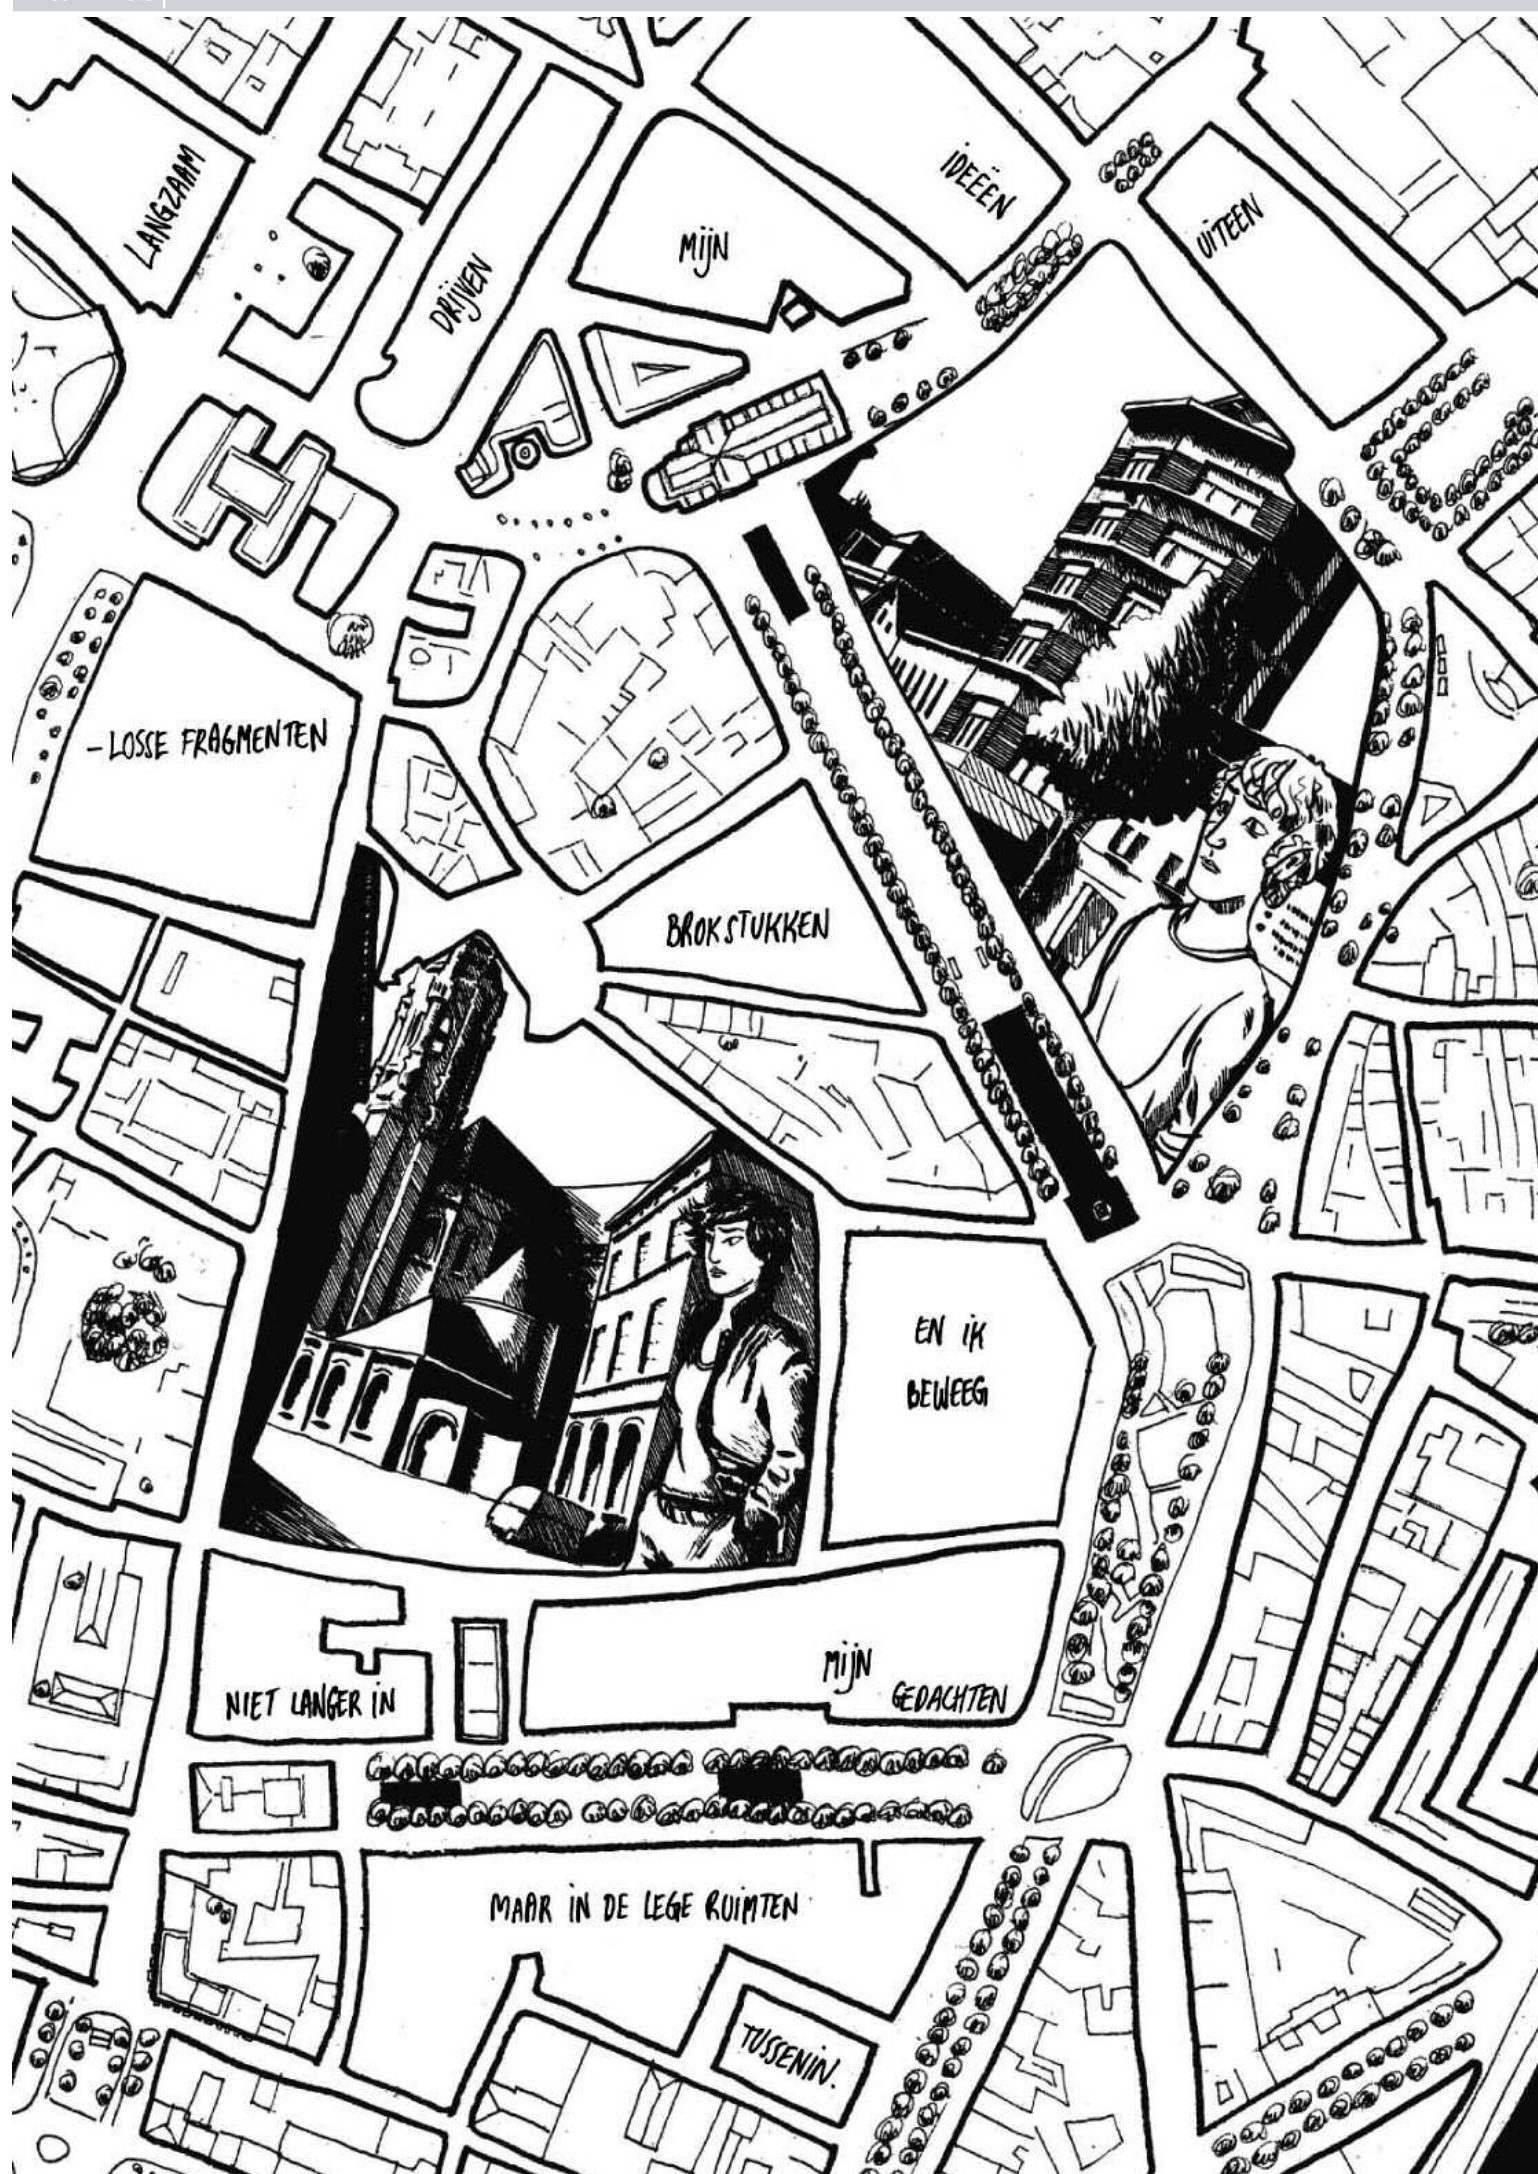 LANGZAAM
DRIJVEN
MIJN
IDEEËN
UITEEN
– LOSSE FRAGMENTEN
BROKSTUKKEN
EN IK
BEWEEG
NIET LANGER IN
MIJN
GEDACHTEN
MAAR IN DE LEGE RUIMTEN
TUSSENIN.